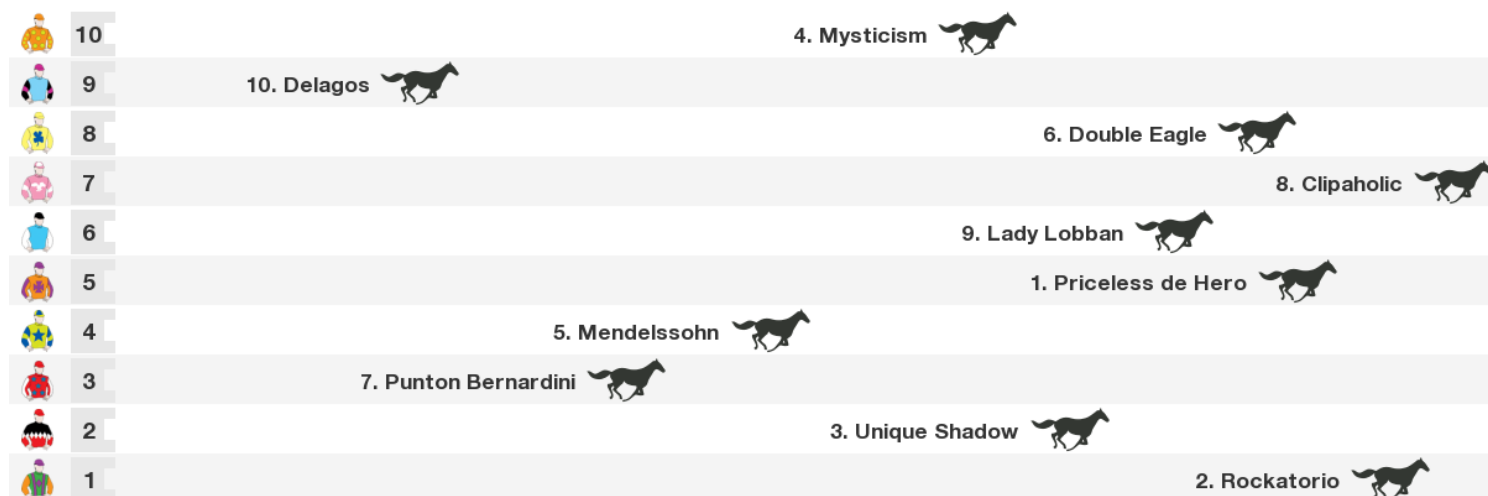 10 4. Mysticism
9 10. Delagos
8 6. Double Eagle
7 8. Clipaholic
6 9. Lady Lobban
5 1. Priceless de Hero
4 5. Mendelssohn
3 7. Punton Bernardini
2 3. Unique Shadow
1 2. Rockatorio